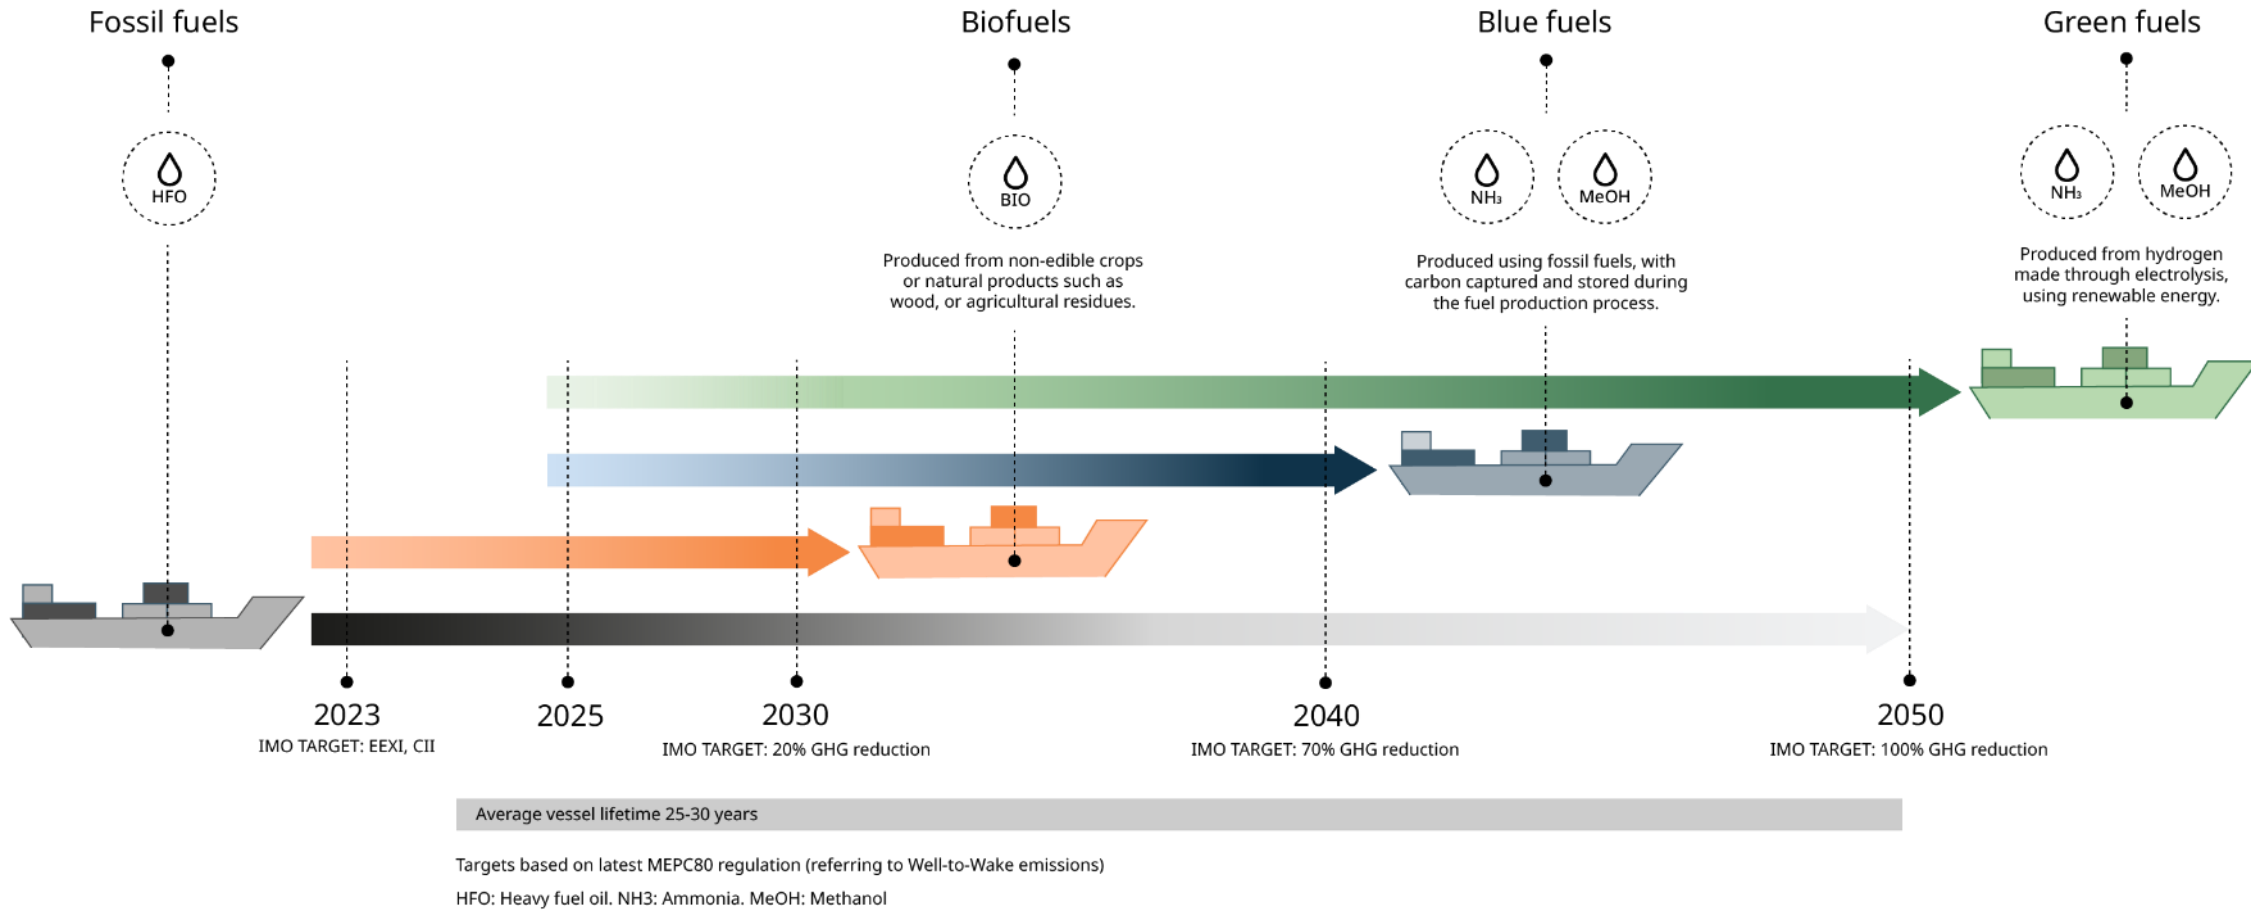 Fossil fuels
Biofuels
Blue fuels
Green fuels
HFO
BIO
NH₃
MeOH
NH₃
MeOH
Produced from non-edible crops
or natural products such as
wood, or agricultural residues.
Produced using fossil fuels, with
carbon captured and stored during
the fuel production process.
Produced from hydrogen
made through electrolysis,
using renewable energy.
2023
IMO TARGET: EEXI, CII
2025
2030
IMO TARGET: 20% GHG reduction
2040
IMO TARGET: 70% GHG reduction
2050
IMO TARGET: 100% GHG reduction
Average vessel lifetime 25-30 years
Targets based on latest MEPC80 regulation (referring to Well-to-Wake emissions)
HFO: Heavy fuel oil. NH3: Ammonia. MeOH: Methanol